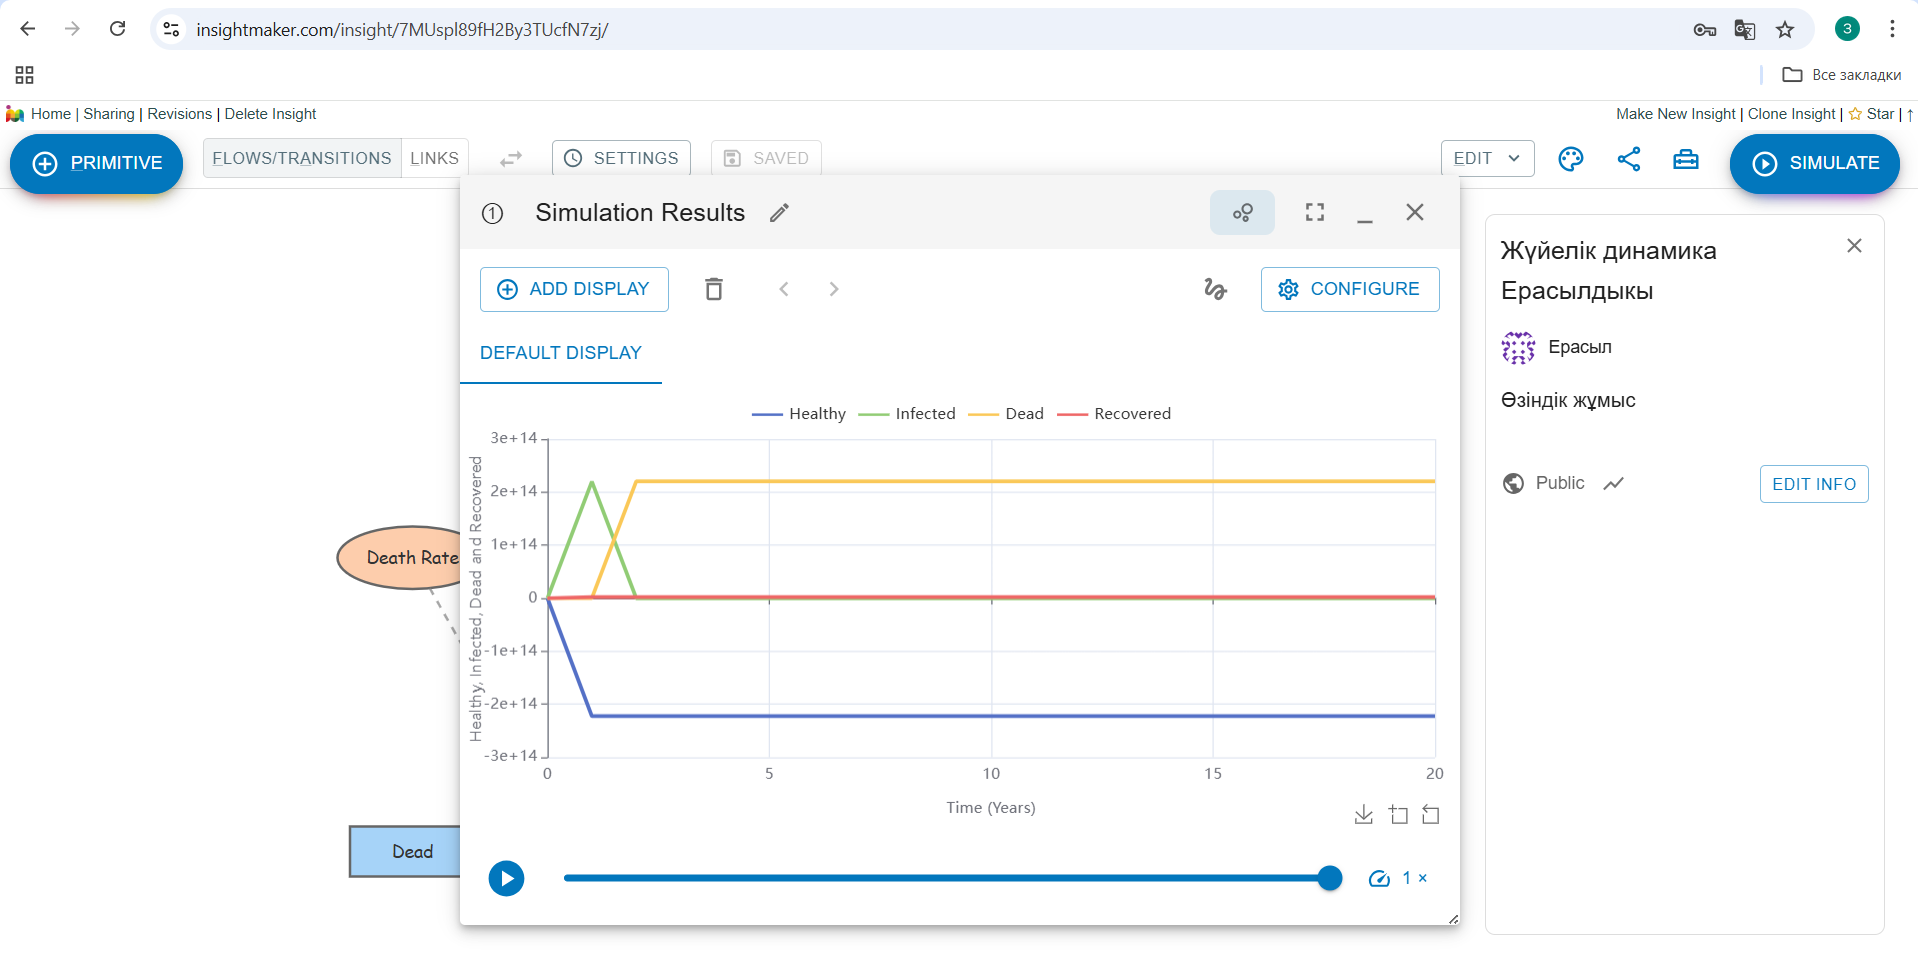 insightmaker.com/insight/7MUspl89fH2By3TUcfN7zj/
3
Все закладки
Home | Sharing | Revisions | Delete Insight
Make New Insight | Clone Insight | ☆ Star | ↑
PRIMITIVE
FLOWS/TRANSITIONS
LINKS
SETTINGS
SAVED
EDIT
SIMULATE
1 Simulation Results
ADD DISPLAY
CONFIGURE
DEFAULT DISPLAY
Healthy Infected Dead Recovered
Healthy, Infected, Dead and Recovered
3e+14
2e+14
1e+14
0
-1e+14
-2e+14
-3e+14
0 5 10 15 20
Time (Years)
1 ×
Death Rate
Dead
Жүйелік динамика
Ерасылдыкы
Ерасыл
Өзіндік жұмыс
Public
EDIT INFO